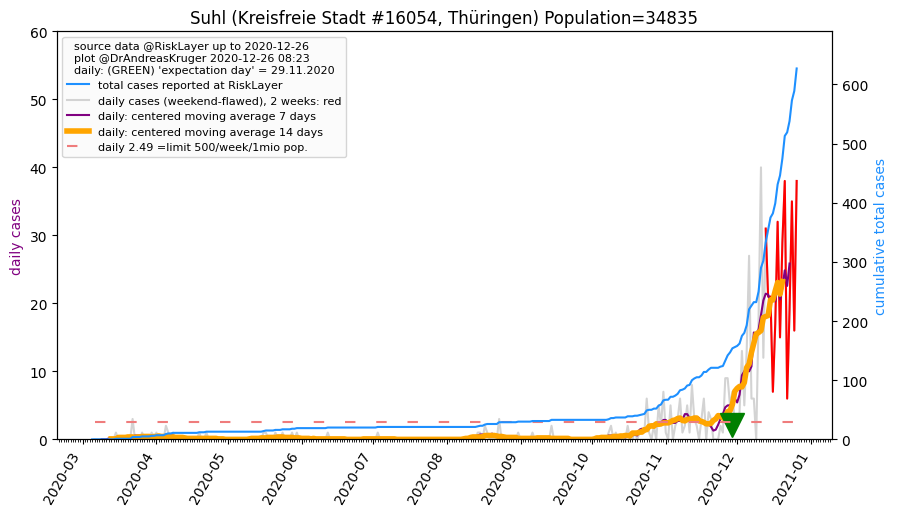 Suhl (Kreisfreie Stadt #16054, Thüringen) Population=34835
source data @RiskLayer up to 2020-12-26
plot @DrAndreasKruger 2020-12-26 08:23
daily: (GREEN) 'expectation day' = 29.11.2020
total cases reported at RiskLayer
daily cases (weekend-flawed), 2 weeks: red
daily: centered moving average 7 days
daily: centered moving average 14 days
daily 2.49 =limit 500/week/1mio pop.
daily cases
60
50
40
30
20
10
0
cumulative total cases
600
500
400
300
200
100
0
2020-03
2020-04
2020-05
2020-06
2020-07
2020-08
2020-09
2020-10
2020-11
2020-12
2021-01